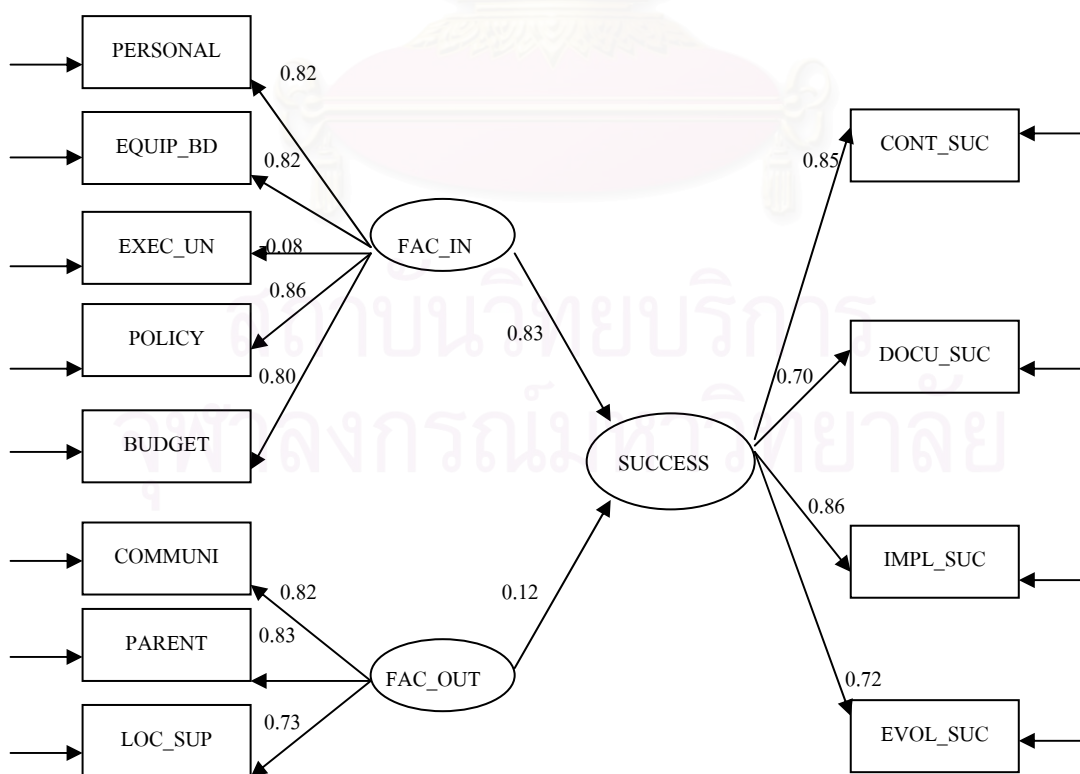 PERSONAL
0.82
EQUIP_BD
0.82
EXEC_UN
-0.08
FAC_IN
0.86
POLICY
0.80
BUDGET
0.83
COMMUNI
0.82
PARENT
0.83
FAC_OUT
0.73
LOC_SUP
0.12
SUCCESS
CONT_SUC
0.85
DOCU_SUC
0.70
IMPL_SUC
0.86
EVOL_SUC
0.72
สถาบันวิทยบริการ
จุฬาลงกรณ์มหาวิทยาลัย